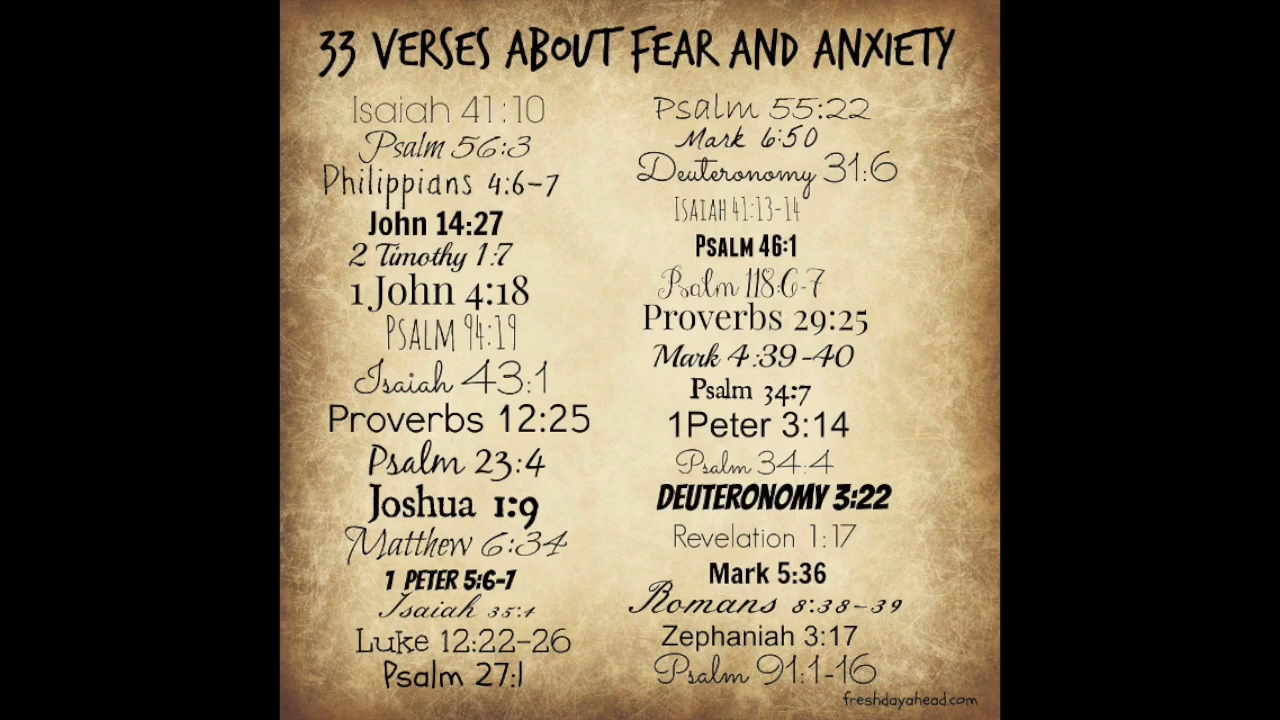 33 VERSES ABOUT FEAR AND ANXIETY
Isaiah 41:10
Psalm 56:3
Philippians 4:6-7
John 14:27
2 Timothy 1:7
1 John 4:18
PSALM 94:19
Isaiah 43:1
Proverbs 12:25
Psalm 23:4
Joshua 1:9
Matthew 6:34
1 PETER 5:6-7
Isaiah 35:4
Luke 12:22-26
Psalm 27:1
Psalm 55:22
Mark 6:50
Deuteronomy 31:6
ISAIAH 41:13-14
PSALM 46:1
Psalm 118:6-7
Proverbs 29:25
Mark 4:39-40
Psalm 34:7
1Peter 3:14
Psalm 34:4
DEUTERONOMY 3:22
Revelation 1:17
Mark 5:36
Romans 8:38-39
Zephaniah 3:17
Psalm 91:1-16
freshdayahead.com